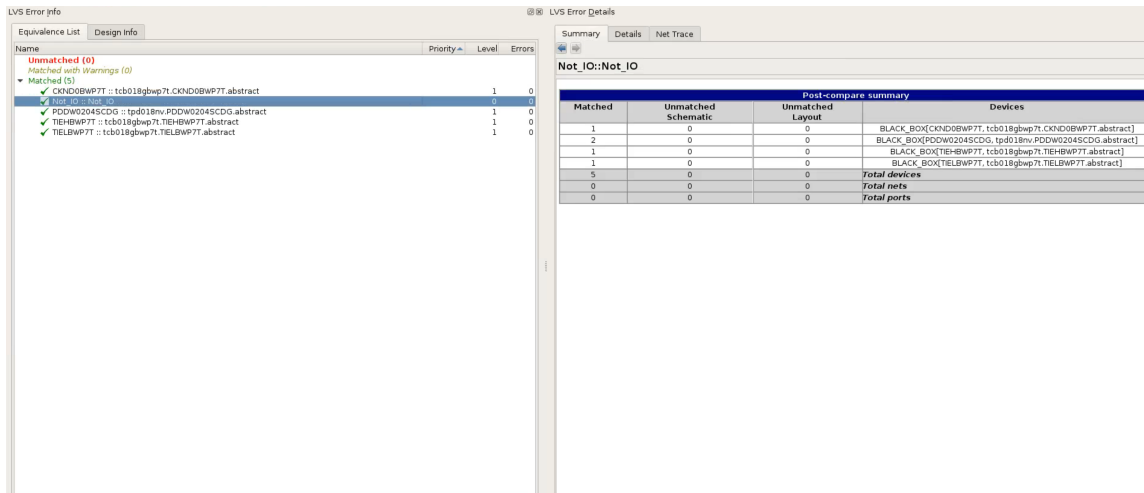 LVS Error Info
Equivalence List Design Info
Name Priority Level Errors
Unmatched (0)
Matched with Warnings (0)
Matched (5)
CKND0BWP7T :: tcb018gbwp7t.CKND0BWP7T.abstract 1 0
Not_IO :: Not_IO 0 0
PDDW0204SCDG :: tpd018nv.PDDW0204SCDG.abstract 1 0
TIEHBWP7T :: tcb018gbwp7t.TIEHBWP7T.abstract 1 0
TIELBWP7T :: tcb018gbwp7t.TIELBWP7T.abstract 1 0
LVS Error Details
Summary Details Net Trace
Not_IO::Not_IO
Post-compare summary
Matched Unmatched Schematic Unmatched Layout Devices
1 0 0 BLACK_BOX[CKND0BWP7T, tcb018gbwp7t.CKND0BWP7T.abstract]
2 0 0 BLACK_BOX[PDDW0204SCDG, tpd018nv.PDDW0204SCDG.abstract]
1 0 0 BLACK_BOX[TIEHBWP7T, tcb018gbwp7t.TIEHBWP7T.abstract]
1 0 0 BLACK_BOX[TIELBWP7T, tcb018gbwp7t.TIELBWP7T.abstract]
5 0 0 Total devices
0 0 0 Total nets
0 0 0 Total ports